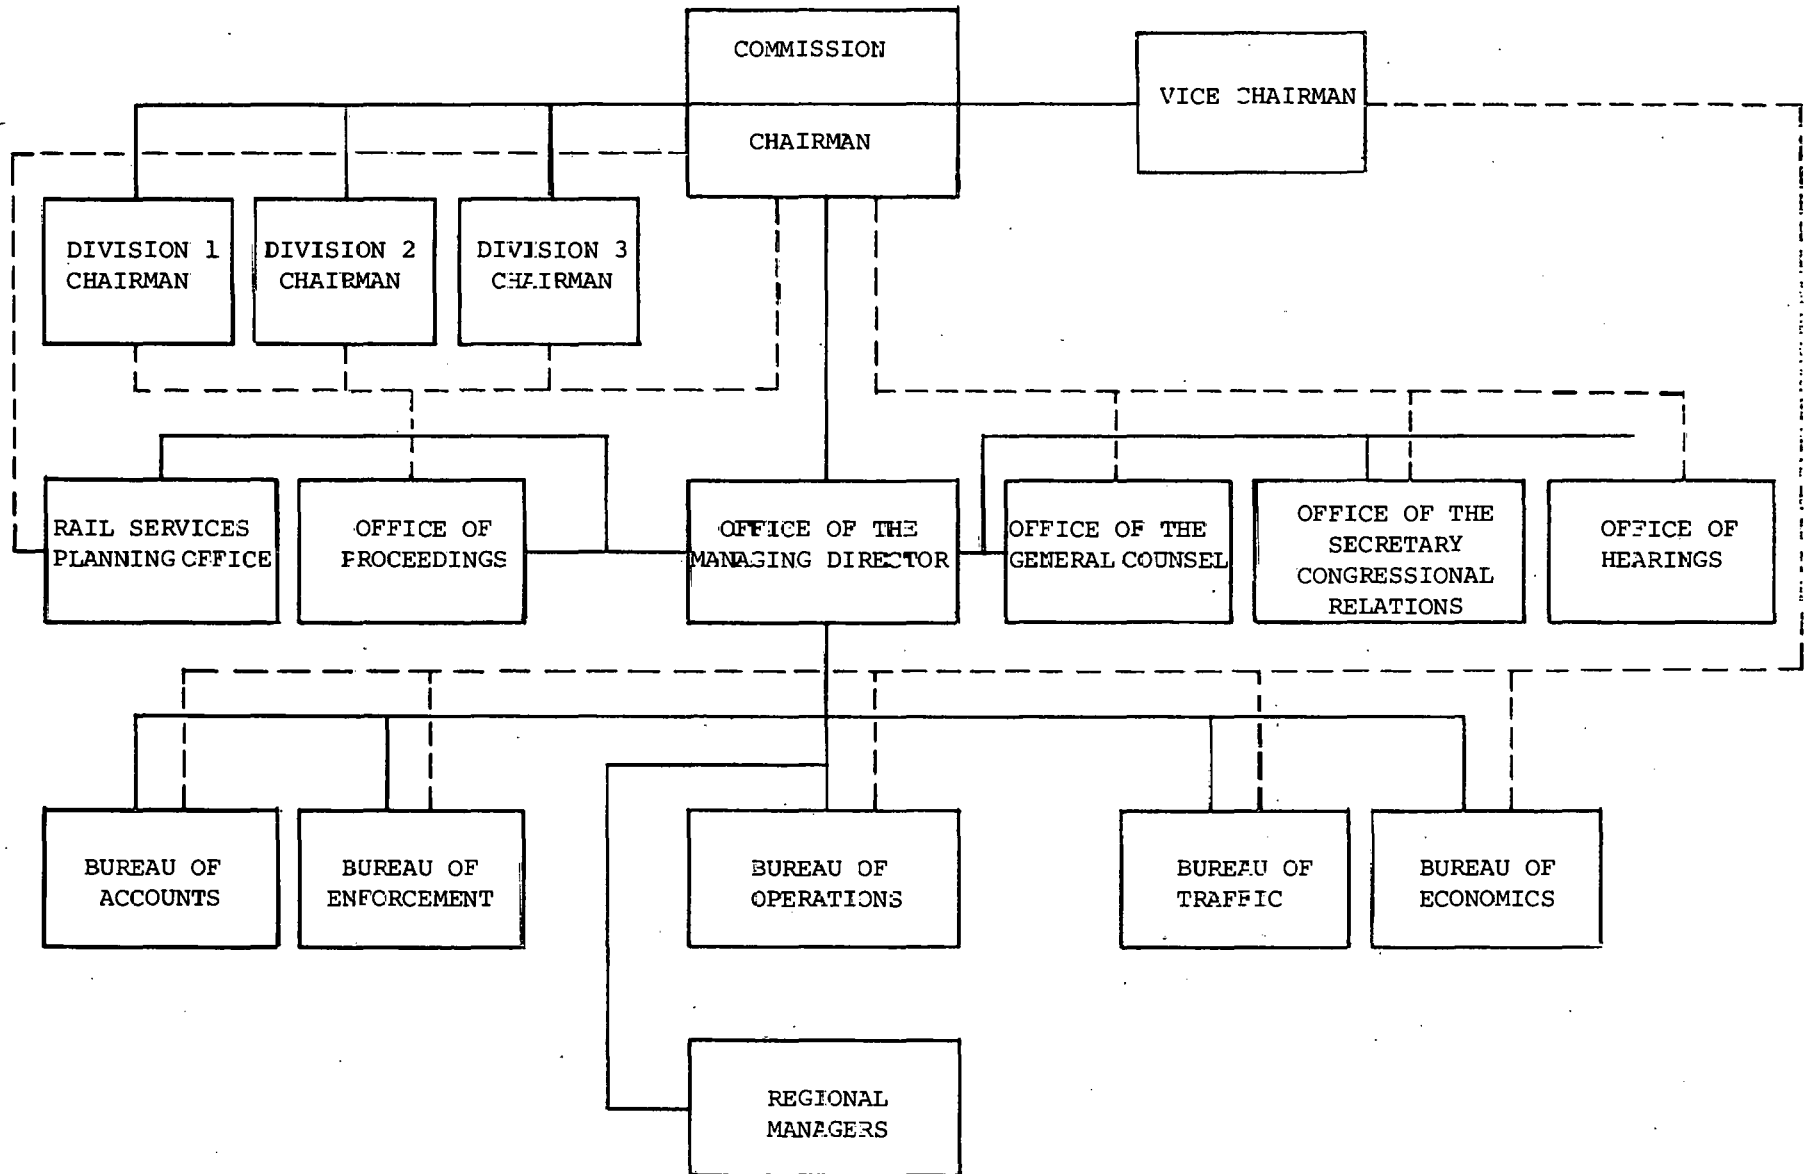 COMMISSION
CHAIRMAN
VICE CHAIRMAN
DIVISION 1
CHAIRMAN
DIVISION 2
CHAIRMAN
DIVISION 3
CHAIRMAN
RAIL SERVICES
PLANNING OFFICE
OFFICE OF
PROCEEDINGS
OFFICE OF THE
MANAGING DIRECTOR
OFFICE OF THE
GENERAL COUNSEL
OFFICE OF THE
SECRETARY
CONGRESSIONAL
RELATIONS
OFFICE OF
HEARINGS
BUREAU OF
ACCOUNTS
BUREAU OF
ENFORCEMENT
BUREAU OF
OPERATIONS
BUREAU OF
TRAFFIC
BUREAU OF
ECONOMICS
REGIONAL
MANAGERS